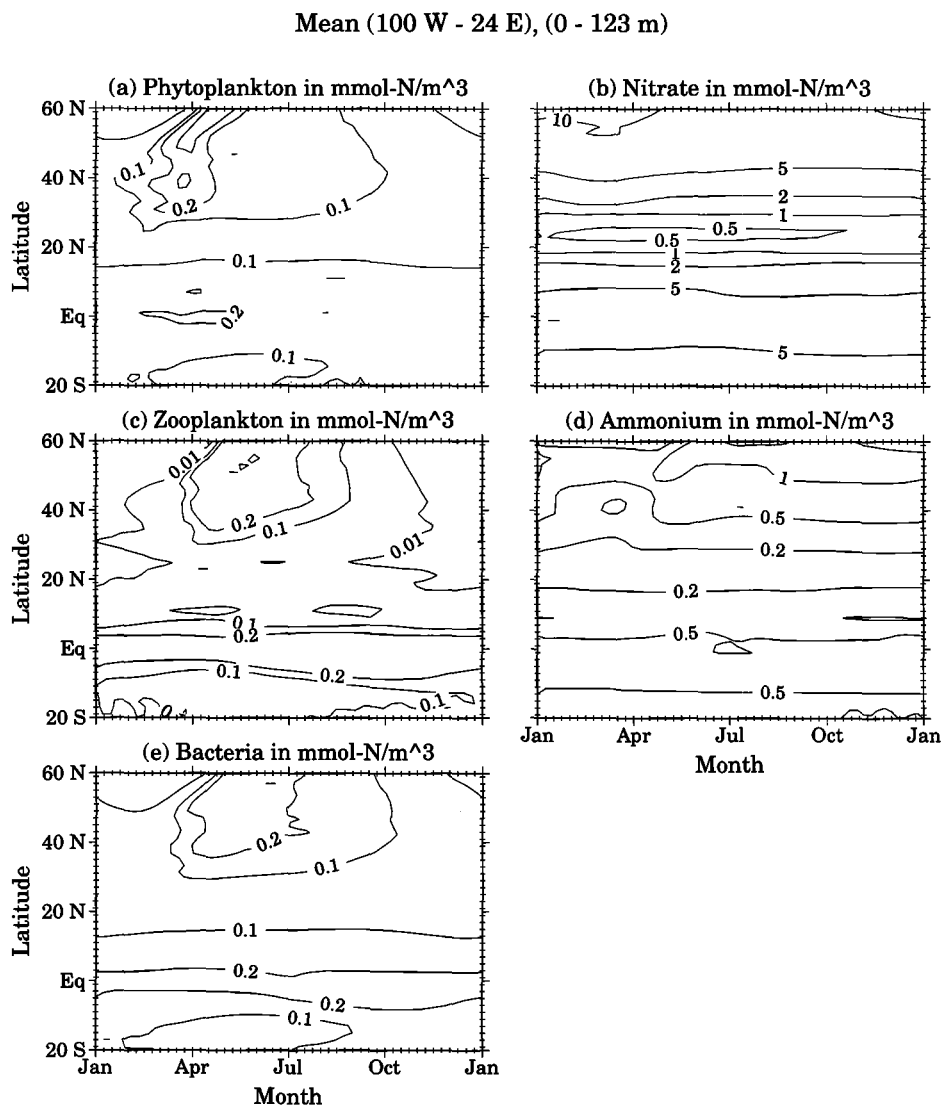 Mean (100 W - 24 E), (0 - 123 m)
(a) Phytoplankton in mmol-N/m^3
60 N
40 N
20 N
Eq
20 S
Latitude
0.1
0.2
0.1
0.1
0.2
0.1
(b) Nitrate in mmol-N/m^3
10
5
2
1
0.5
0.5
1
2
5
5
(c) Zooplankton in mmol-N/m^3
60 N
40 N
20 N
Eq
20 S
Latitude
0.01
0.2
0.1
0.01
0.1
0.2
0.1
0.2
0.1
0
(d) Ammonium in mmol-N/m^3
1
0.5
0.2
0.2
0.5
0.5
Jan Apr Jul Oct Jan
Month
(e) Bacteria in mmol-N/m^3
60 N
40 N
20 N
Eq
20 S
Latitude
0.2
0.1
0.1
0.2
0.2
0.1
Jan Apr Jul Oct Jan
Month